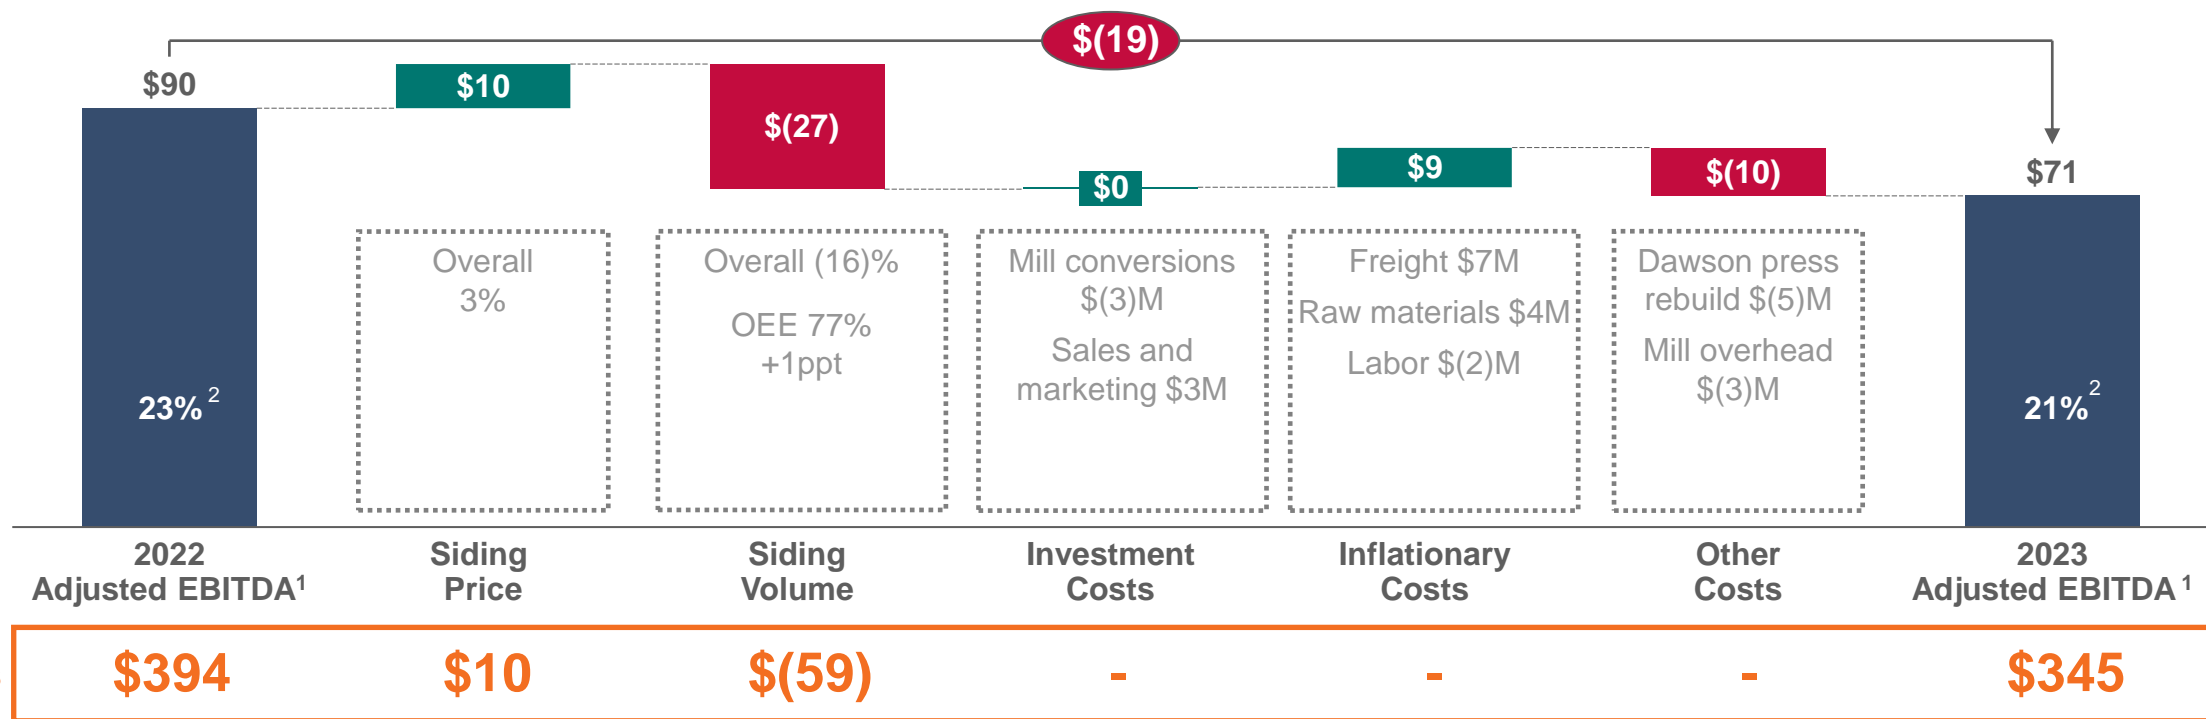 $(19)
$90
$10
$(27)
$0
$9
$(10)
$71
23% 2
21% 2
Overall
3%
Overall (16)%
OEE 77%
+1ppt
Mill conversions
$(3)M
Sales and
marketing $3M
Freight $7M
Raw materials $4M
Labor $(2)M
Dawson press
rebuild $(5)M
Mill overhead
$(3)M
2022
Adjusted EBITDA1
Siding
Price
Siding
Volume
Investment
Costs
Inflationary
Costs
Other
Costs
2023
Adjusted EBITDA 1
$394 $10 $(59) - - - $345